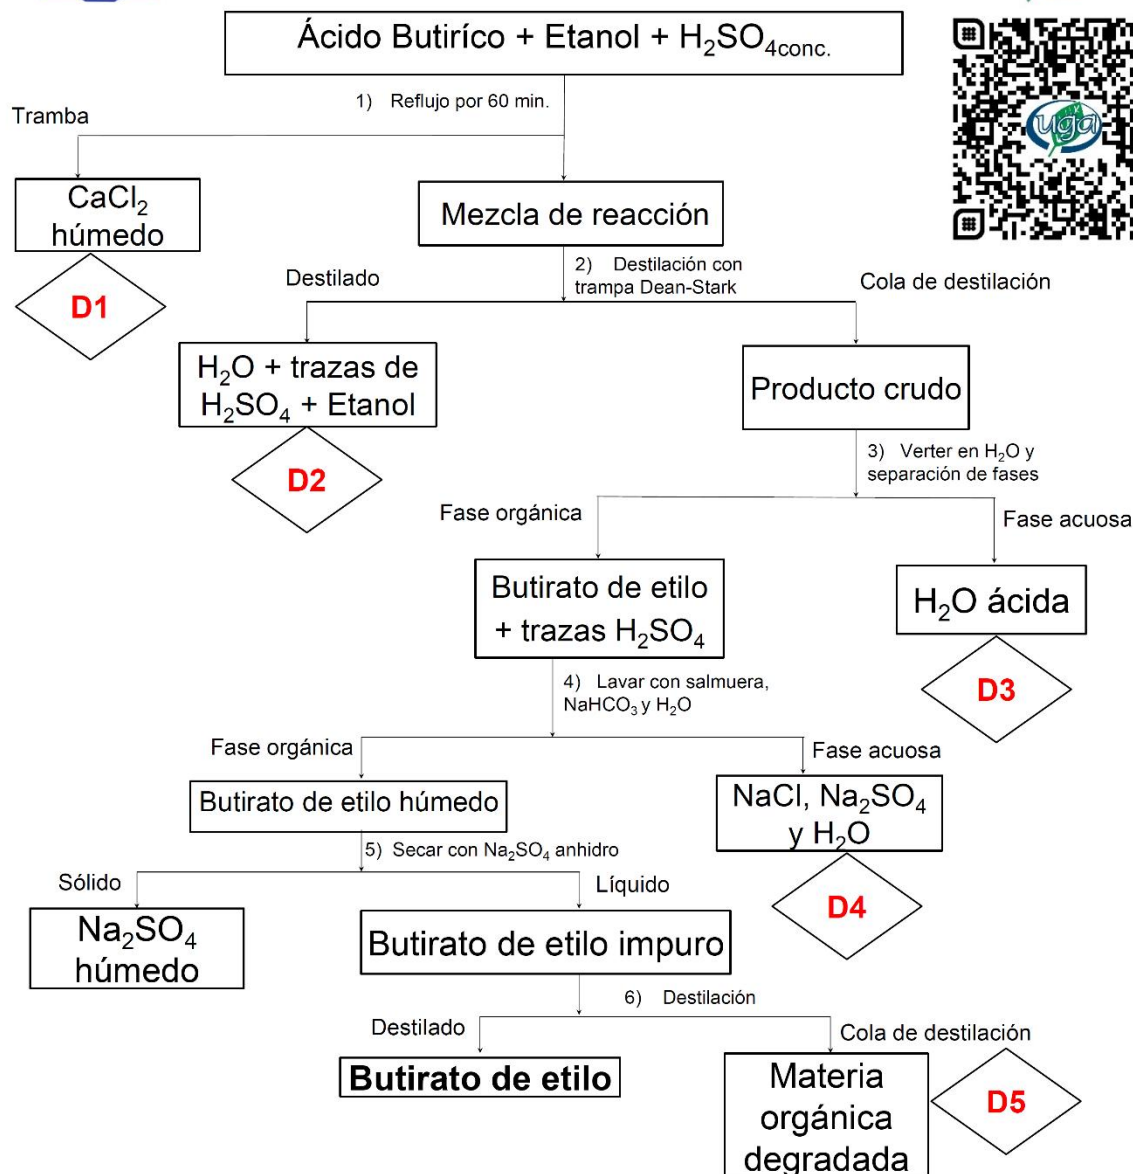 Ácido Butiríco + Etanol + H₂SO₄conc.
1) Reflujo por 60 min.
Tramba
uga
CaCl₂
húmedo
Mezcla de reacción
D1
Destilado
2) Destilación con
trampa Dean-Stark
Cola de destilación
H₂O + trazas de
H₂SO₄ + Etanol
Producto crudo
D2
3) Verter en H₂O y
separación de fases
Fase orgánica
Fase acuosa
Butirato de etilo
+ trazas H₂SO₄
H₂O ácida
D3
4) Lavar con salmuera,
NaHCO₃ y H₂O
Fase orgánica
Fase acuosa
Butirato de etilo húmedo
NaCl, Na₂SO₄
y H₂O
5) Secar con Na₂SO₄ anhidro
Sólido
Líquido
D4
Na₂SO₄
húmedo
Butirato de etilo impuro
6) Destilación
Destilado
Cola de destilación
Butirato de etilo
Materia
orgánica
degradada
D5